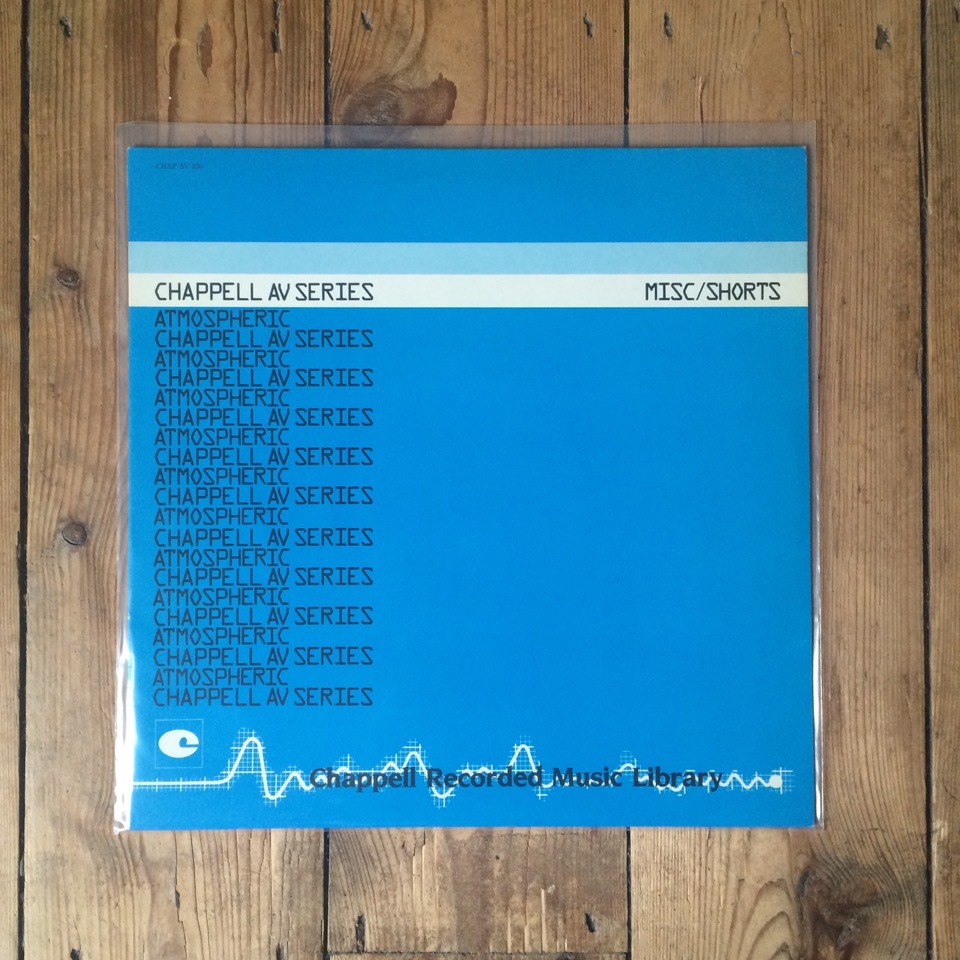 CHAP AV
CHAPPELL AV SERIES MISC/SHORTS
ATMOSPHERIC
CHAPPELL AV SERIES
ATMOSPHERIC
CHAPPELL AV SERIES
ATMOSPHERIC
CHAPPELL AV SERIES
ATMOSPHERIC
CHAPPELL AV SERIES
ATMOSPHERIC
CHAPPELL AV SERIES
ATMOSPHERIC
CHAPPELL AV SERIES
ATMOSPHERIC
CHAPPELL AV SERIES
ATMOSPHERIC
CHAPPELL AV SERIES
ATMOSPHERIC
CHAPPELL AV SERIES
ATMOSPHERIC
CHAPPELL AV SERIES
Chappell Recorded Music Library